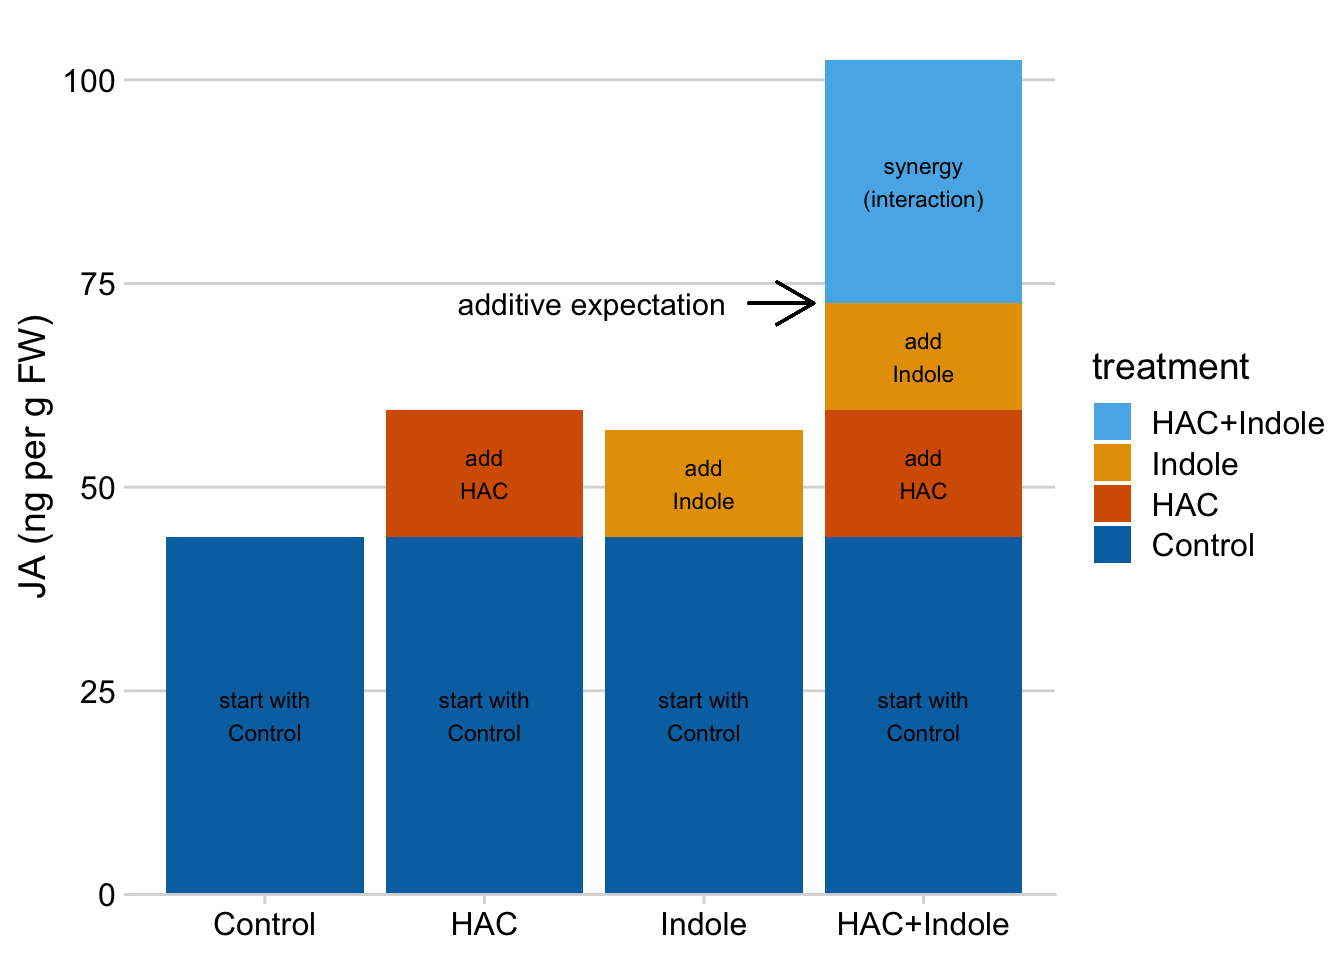 100
75
50
25
0
JA (ng per g FW)
synergy
(interaction)
additive expectation
add
Indole
add
HAC
add
Indole
add
HAC
start with
Control
start with
Control
start with
Control
start with
Control
Control
HAC
Indole
HAC+Indole
treatment
HAC+Indole
Indole
HAC
Control